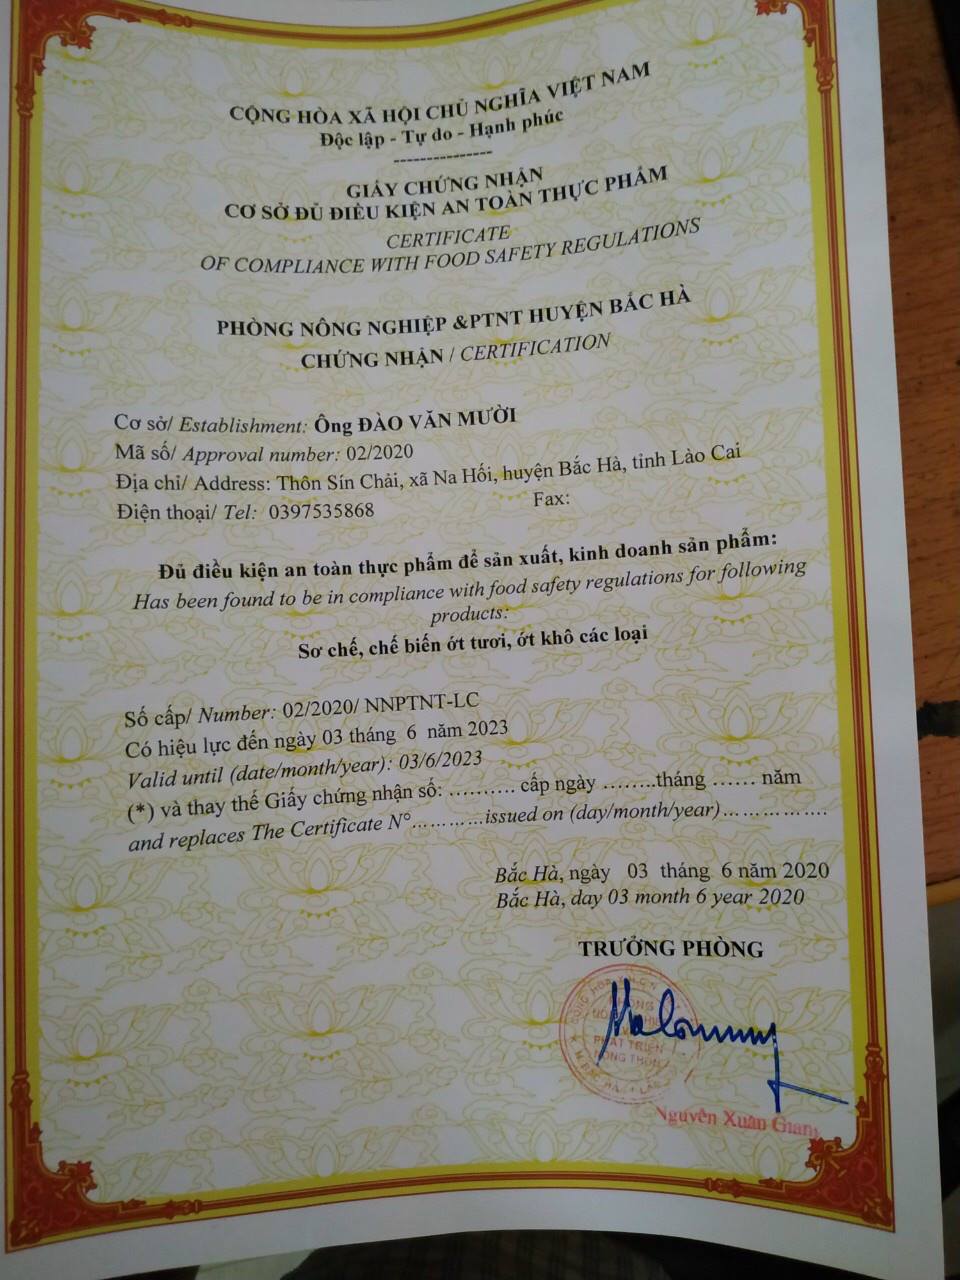 CỘNG HÒA XÃ HỘI CHỦ NGHĨA VIỆT NAM
Độc lập - Tự do - Hạnh phúc
---------------
GIẤY CHỨNG NHẬN
CƠ SỞ ĐỦ ĐIỀU KIỆN AN TOÀN THỰC PHẨM
CERTIFICATE
OF COMPLIANCE WITH FOOD SAFETY REGULATIONS
PHÒNG NÔNG NGHIỆP &PTNT HUYỆN BẮC HÀ
CHỨNG NHẬN / CERTIFICATION
Cơ sở/ Establishment: Ông ĐÀO VĂN MƯỜI
Mã số/ Approval number: 02/2020
Địa chỉ/ Address: Thôn Sín Chải, xã Na Hối, huyện Bắc Hà, tỉnh Lào Cai
Điện thoại/ Tel: 0397535868 Fax:
Đủ điều kiện an toàn thực phẩm để sản xuất, kinh doanh sản phẩm:
Has been found to be in compliance with food safety regulations for following
products:
Sơ chế, chế biến ớt tươi, ớt khô các loại
Số cấp/ Number: 02/2020/ NNPTNT-LC
Có hiệu lực đến ngày 03 tháng 6 năm 2023
Valid until (date/month/year): 03/6/2023
(*) và thay thế Giấy chứng nhận số: .......... cấp ngày ........tháng ...... năm
and replaces The Certificate N°............issued on (day/month/year)...............
Bắc Hà, ngày 03 tháng 6 năm 2020
Bắc Hà, day 03 month 6 year 2020
TRƯỞNG PHÒNG
PHÁT TRIỂN
NÔNG THÔN
Nguyễn Xuân Giang